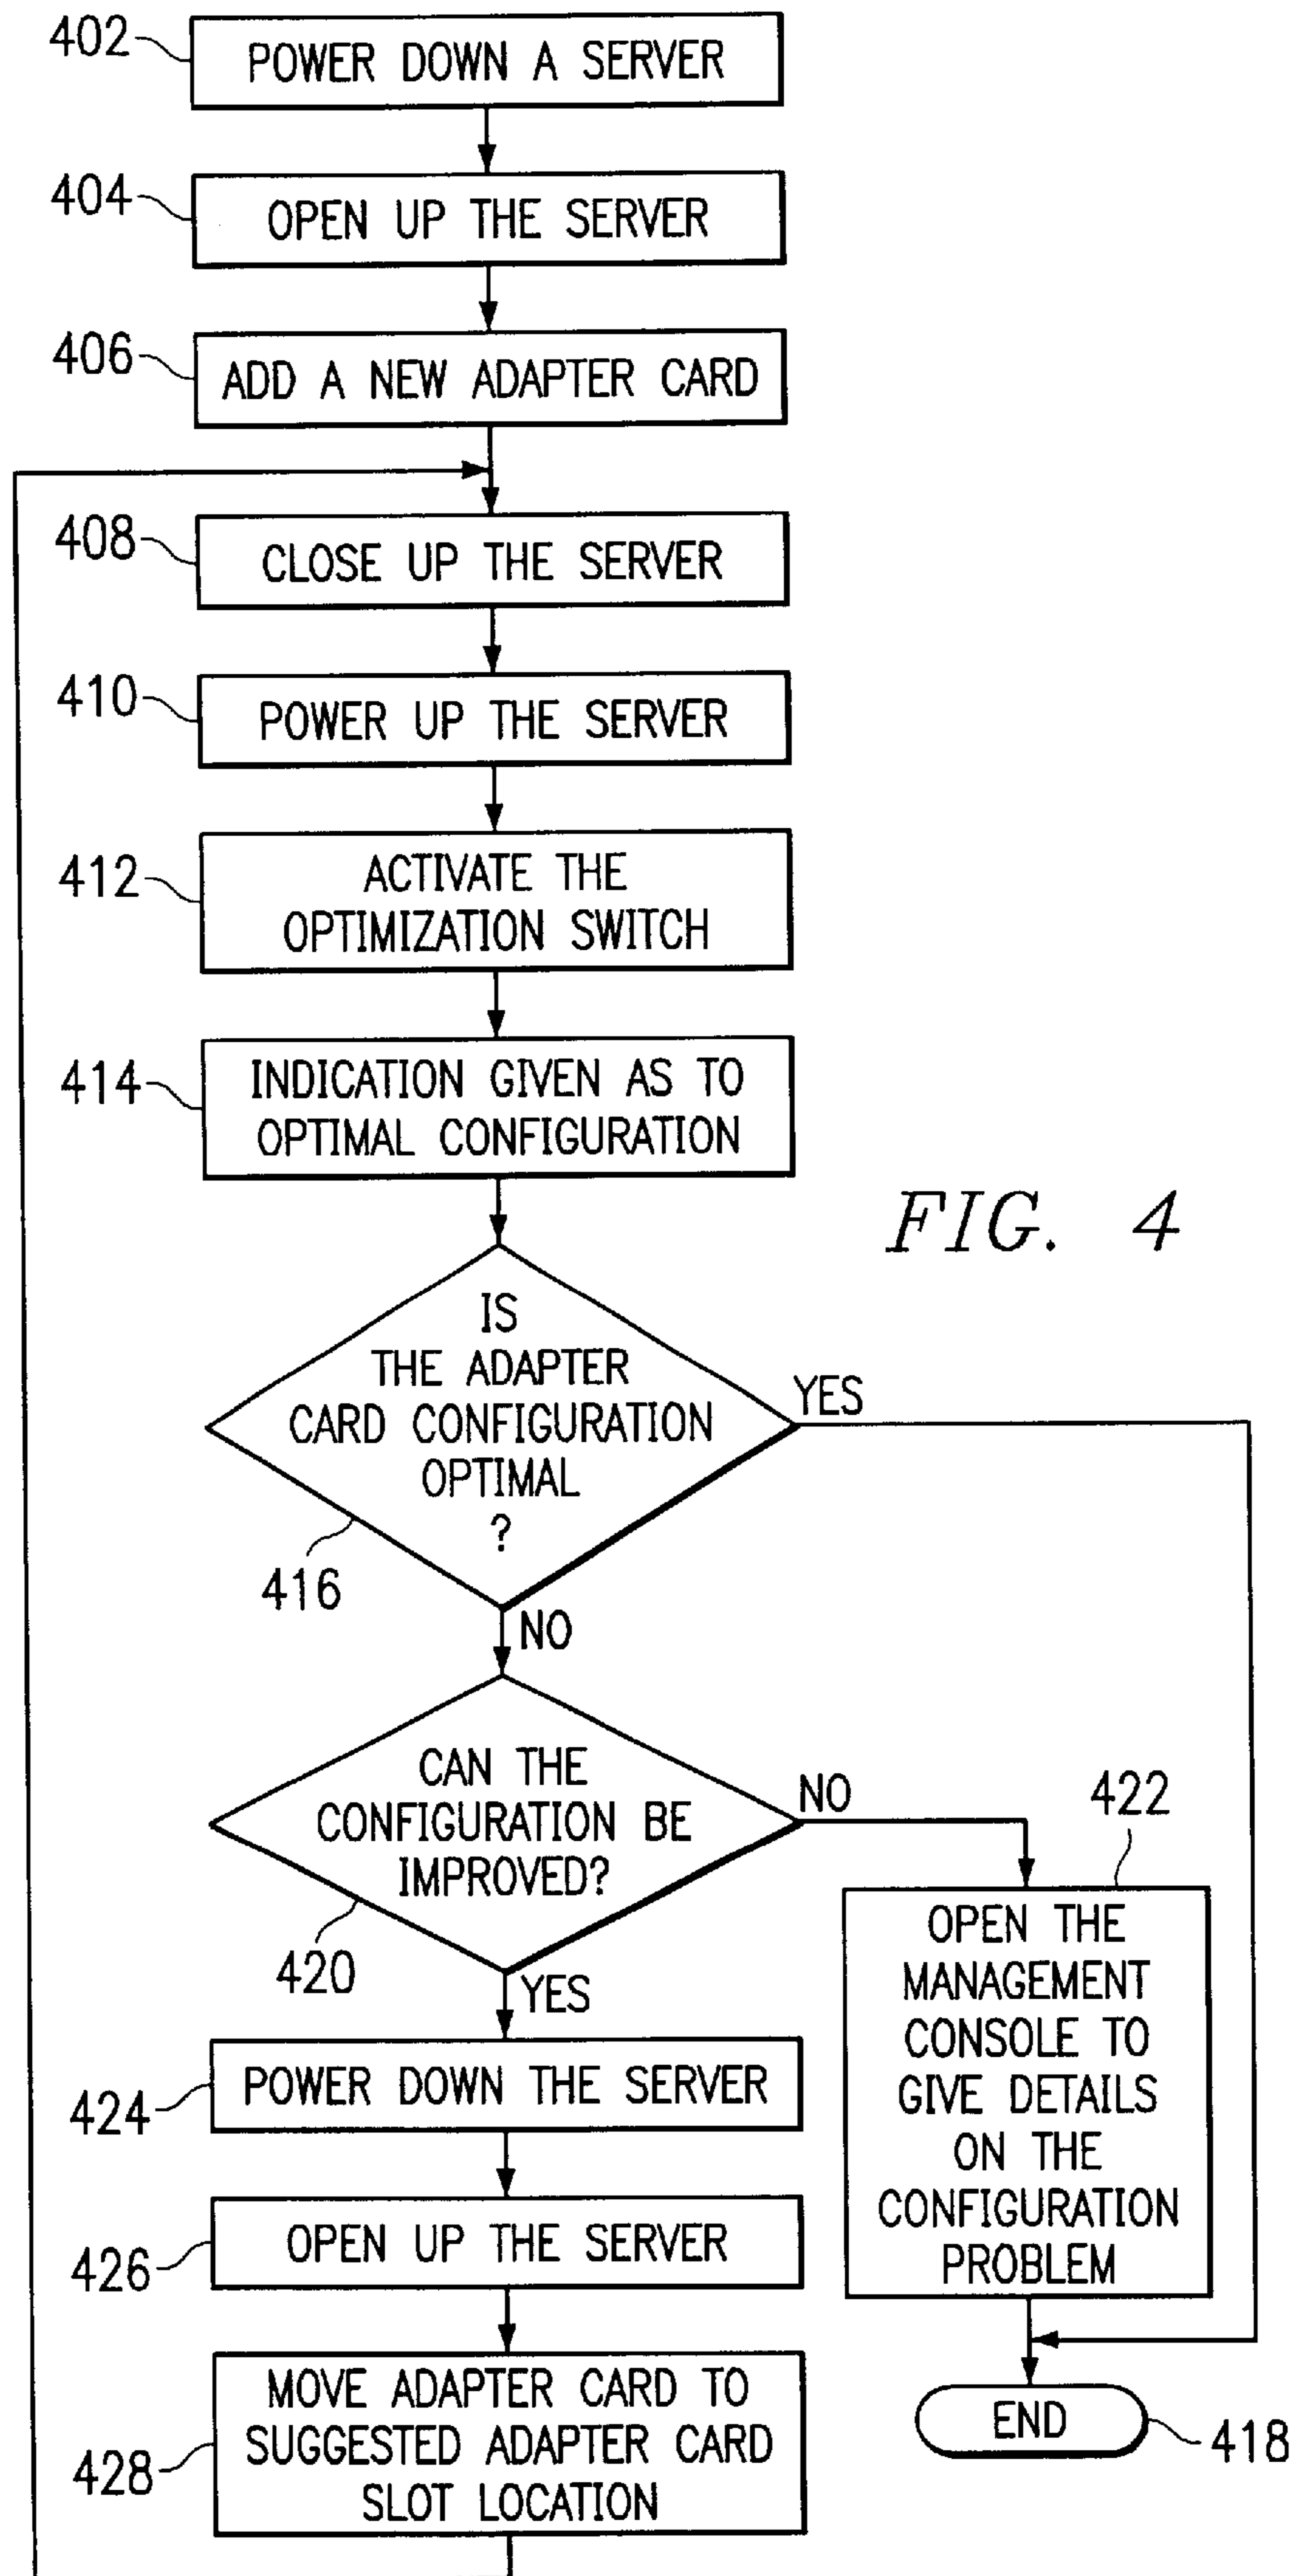 402
POWER DOWN A SERVER
404
OPEN UP THE SERVER
406
ADD A NEW ADAPTER CARD
408
CLOSE UP THE SERVER
410
POWER UP THE SERVER
412
ACTIVATE THE
OPTIMIZATION SWITCH
414
INDICATION GIVEN AS TO
OPTIMAL CONFIGURATION
FIG. 4
IS
THE ADAPTER
CARD CONFIGURATION
OPTIMAL
?
YES
416
NO
CAN THE
CONFIGURATION BE
IMPROVED?
NO
420
YES
422
OPEN THE
MANAGEMENT
CONSOLE TO
GIVE DETAILS
ON THE
CONFIGURATION
PROBLEM
424
POWER DOWN THE SERVER
426
OPEN UP THE SERVER
428
MOVE ADAPTER CARD TO
SUGGESTED ADAPTER CARD
SLOT LOCATION
END
418